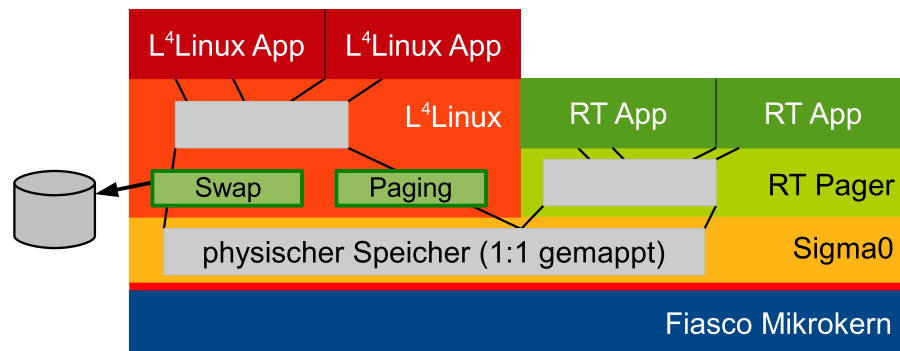 L⁴Linux App
L⁴Linux App
L⁴Linux
RT App
RT App
Swap
Paging
RT Pager
physischer Speicher (1:1 gemappt)
Sigma0
Fiasco Mikrokern